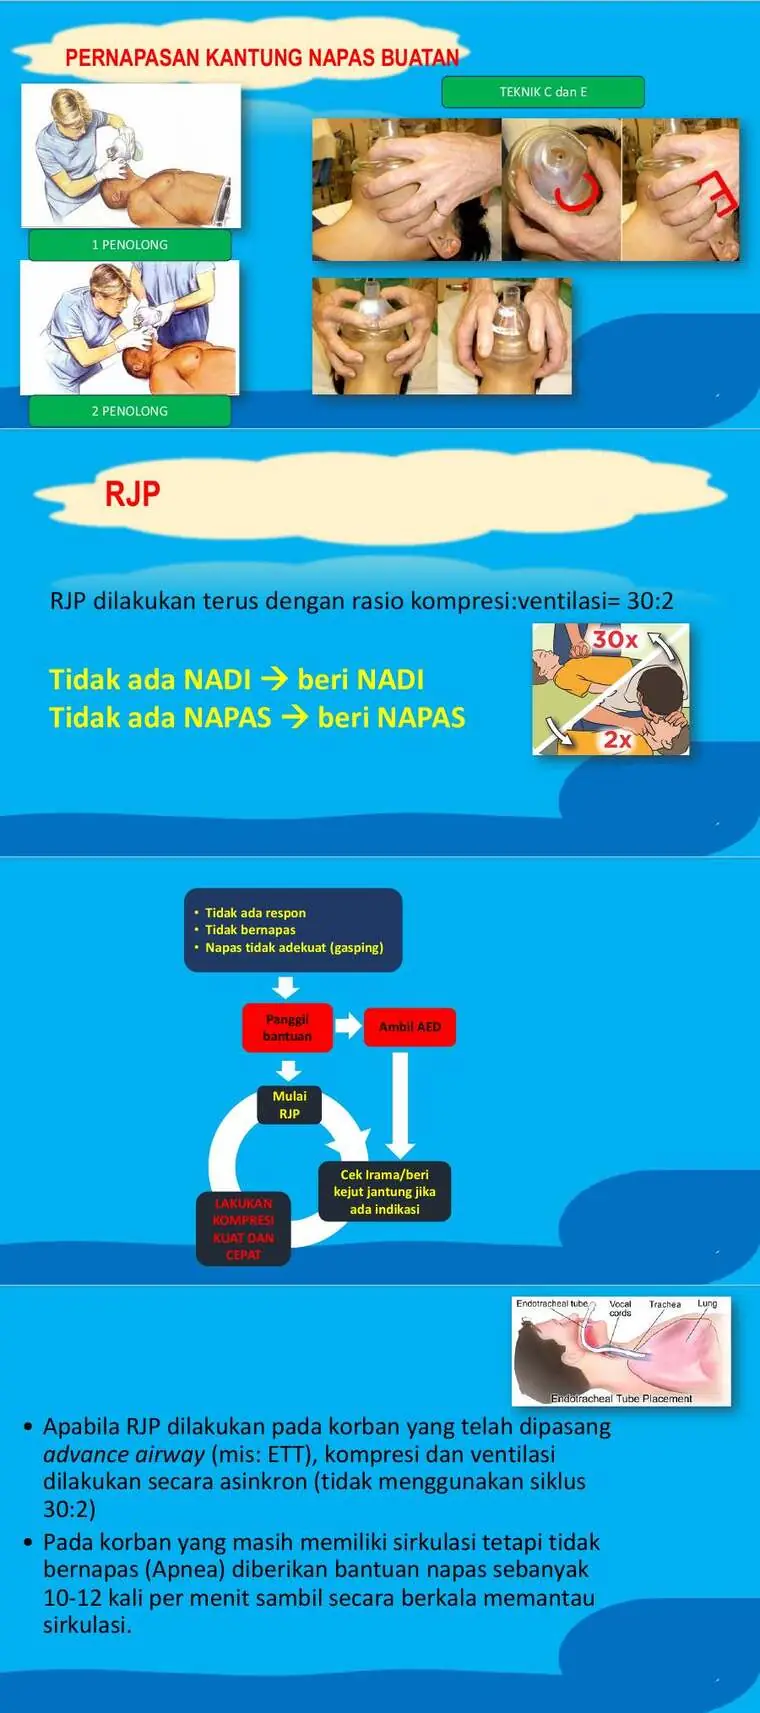 PERNAPASAN KANTUNG NAPAS BUATAN
TEKNIK C dan E
C
E
1 PENOLONG
2 PENOLONG
RJP
RJP dilakukan terus dengan rasio kompresi:ventilasi= 30:2
Tidak ada NADI → beri NADI
Tidak ada NAPAS → beri NAPAS
30x
2x
• Tidak ada respon
• Tidak bernapas
• Napas tidak adekuat (gasping)
Panggil
bantuan
Ambil AED
Mulai
RJP
Cek Irama/beri
kejut jantung jika
ada indikasi
LAKUKAN
KOMPRESI
KUAT DAN
CEPAT
Endotracheal tube
Vocal
cords
Trachea
Lung
Endotracheal Tube Placement
• Apabila RJP dilakukan pada korban yang telah dipasang
advance airway (mis: ETT), kompresi dan ventilasi
dilakukan secara asinkron (tidak menggunakan siklus
30:2)
• Pada korban yang masih memiliki sirkulasi tetapi tidak
bernapas (Apnea) diberikan bantuan napas sebanyak
10-12 kali per menit sambil secara berkala memantau
sirkulasi.